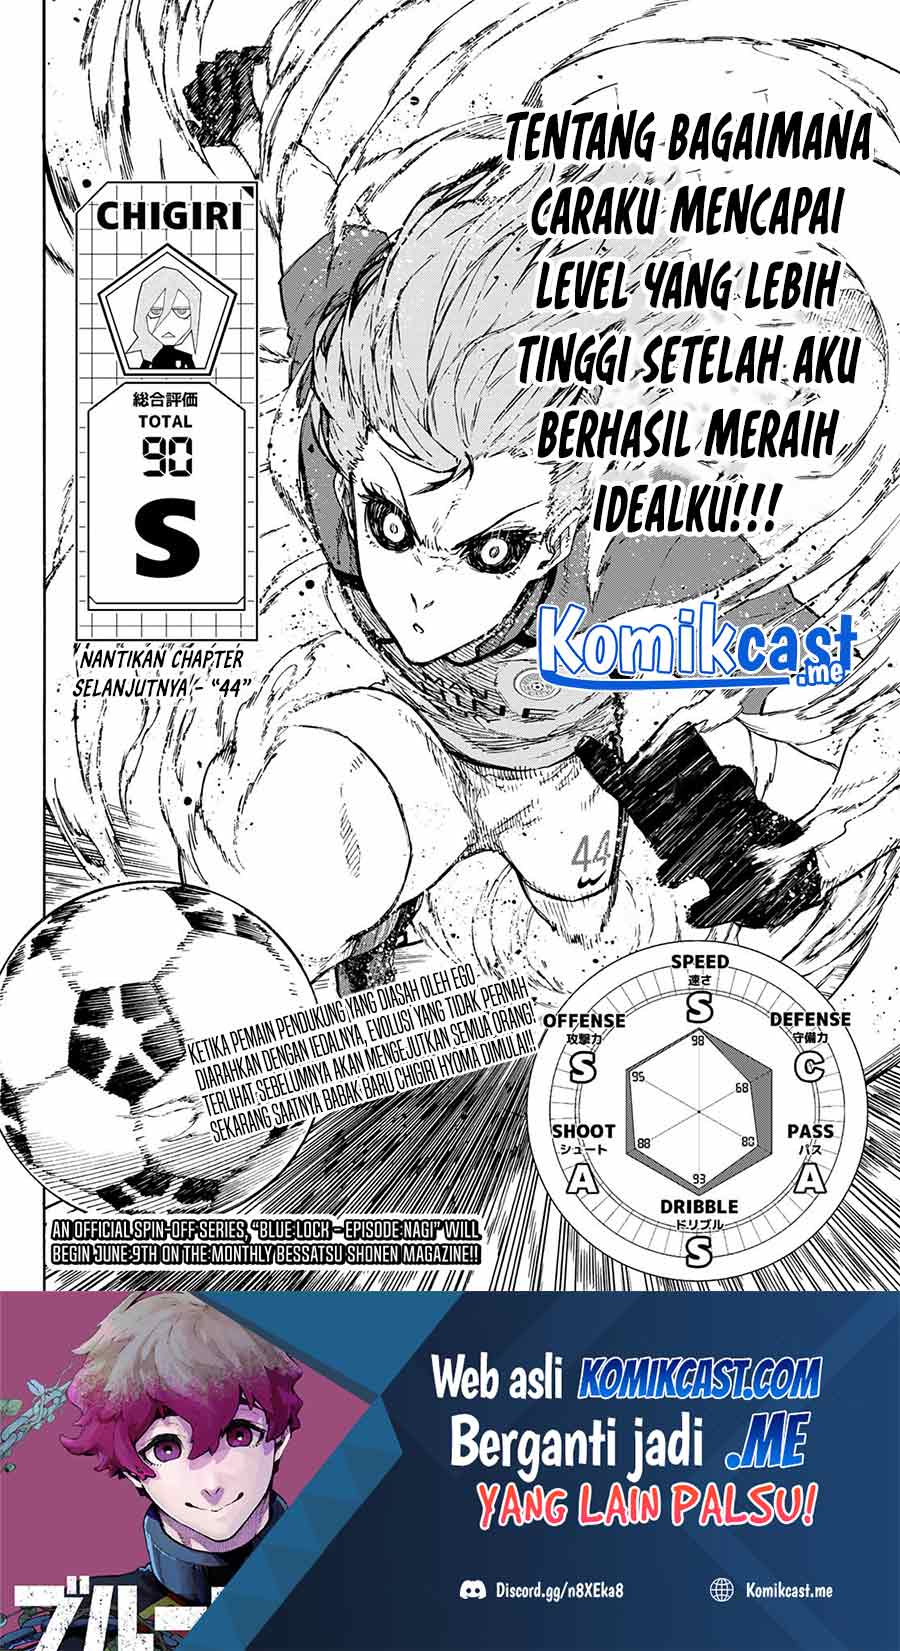 TENTANG BAGAIMANA
CARAKU MENCAPAI
LEVEL YANG LEBIH
TINGGI SETELAH AKU
BERHASIL MERAIH
IDEALKU!!!
CHIGIRI
総合評価
TOTAL
90
S
NANTIKAN CHAPTER
SELANJUTNYA - "44"
Komikcast
.me
44
KETIKA PEMAIN PENDUKUNG YANG DIASAH OLEH EGO
DIARAHKAN DENGAN IEDALNYA, EVOLUSI YANG TIDAK PERNAH
TERLIHAT SEBELUMNYA AKAN MENGEJUTKAN SEMUA ORANG!
SEKARANG SAATNYA BABAK BARU CHIGIRI HYOMA DIMULAI!!
SPEED
速さ
S
OFFENSE
攻撃力
S
DEFENSE
守備力
C
98
95
68
88
80
93
SHOOT
シュート
A
PASS
パス
A
DRIBBLE
ドリブル
S
AN OFFICIAL SPIN-OFF SERIES, "BLUE LOCK - EPISODE NAGI" WILL
BEGIN JUNE 9TH ON THE MONTHLY BESSATSU SHONEN MAGAZINE!!
Web asli KOMIKCAST.COM
Berganti jadi .ME
YANG LAIN PALSU!
Discord.gg/n8XEka8
Komikcast.me
ブルー